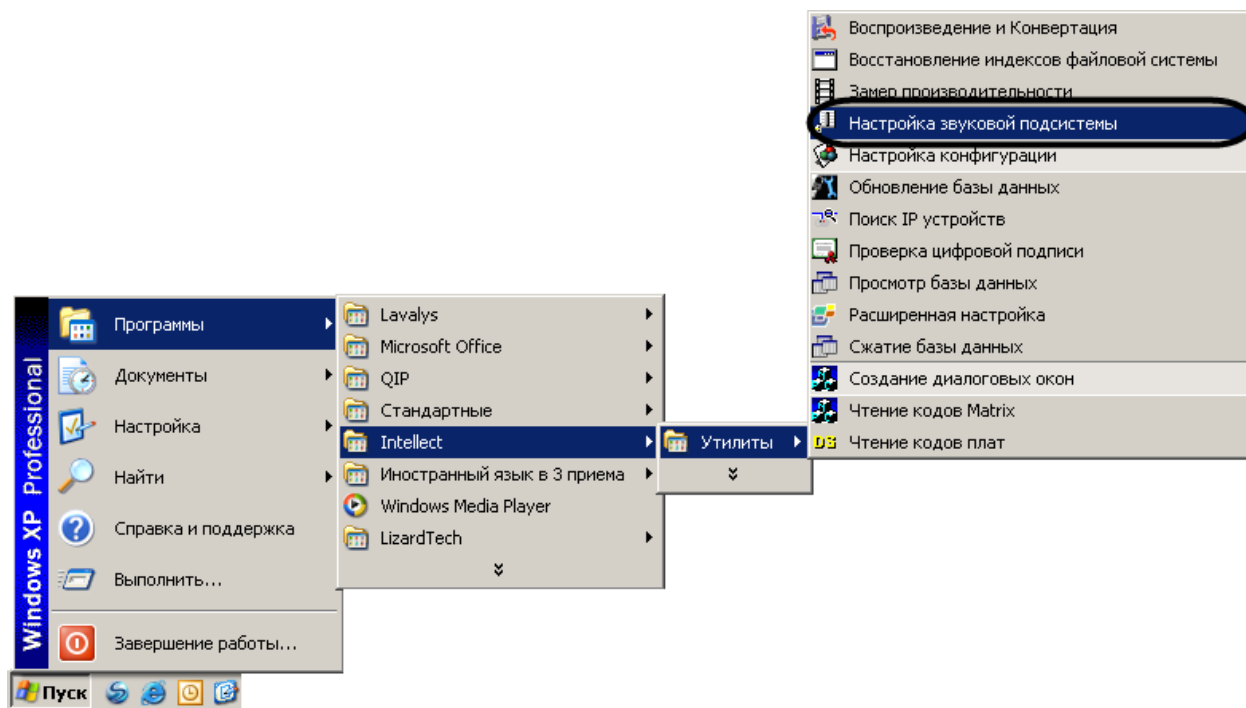 Воспроизведение и Конвертация
Восстановление индексов файловой системы
Замер производительности
Настройка звуковой подсистемы
Настройка конфигурации
Обновление базы данных
Поиск IP устройств
Проверка цифровой подписи
Просмотр базы данных
Расширенная настройка
Сжатие базы данных
Создание диалоговых окон
Чтение кодов Matrix
DS Чтение кодов плат
Windows XP Professional
Программы
Документы
Настройка
Найти
Справка и поддержка
Выполнить...
Завершение работы...
Lavalys
Microsoft Office
QIP
Стандартные
Intellect
Иностранный язык в 3 приема
Windows Media Player
LizardTech
Утилиты
Пуск